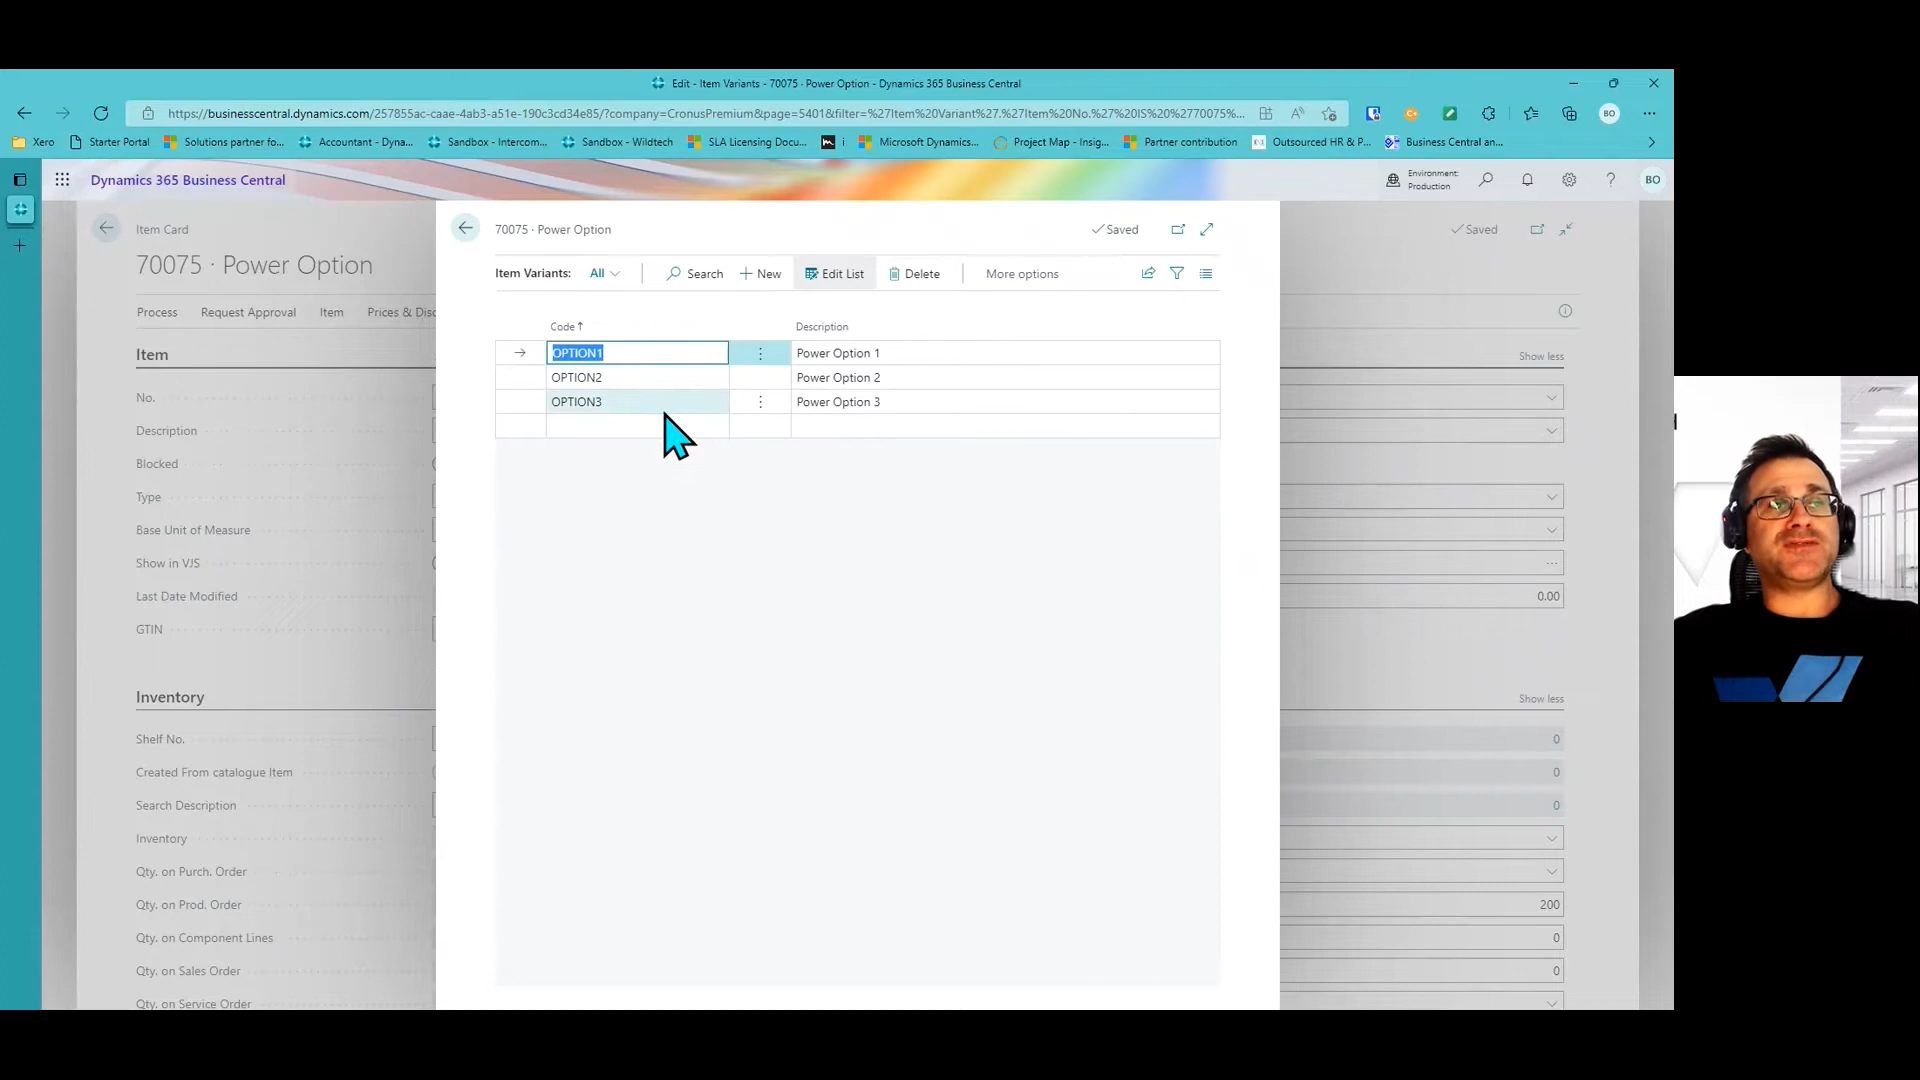 Edit - Item Variants - 70075 · Power Option - Dynamics 365 Business Central
https://businesscentral.dynamics.com/257855ac-caae-4ab3-a51e-190c3cd34e85/?company=CronusPremium&page=5401&filter=%27Item%20Variant%27.%27Item%20No.%27%20IS%20%2770075%...
BO
Xero
Starter Portal
Solutions partner fo...
Accountant - Dyna...
Sandbox - Intercom...
Sandbox - Wildtech
SLA Licensing Docu...
i
Microsoft Dynamics...
Project Map - Insig...
Partner contribution
Outsourced HR & P...
Business Central an...
Dynamics 365 Business Central
Environment:
Production
BO
Item Card
70075 · Power Option
Saved
Saved
70075 · Power Option
Item Variants: All
Search
New
Edit List
Delete
More options
Process
Request Approval
Item
Prices & Disc
Code
Description
OPTION1
Power Option 1
OPTION2
Power Option 2
OPTION3
Power Option 3
Item
Show less
No.
Description
Blocked
Type
Base Unit of Measure
Show in VJS
Last Date Modified
0.00
GTIN
Inventory
Show less
Shelf No.
0
Created From catalogue Item
0
Search Description
0
Inventory
Qty. on Purch. Order
Qty. on Prod. Order
200
Qty. on Component Lines
0
Qty. on Sales Order
0
Qty. on Service Order